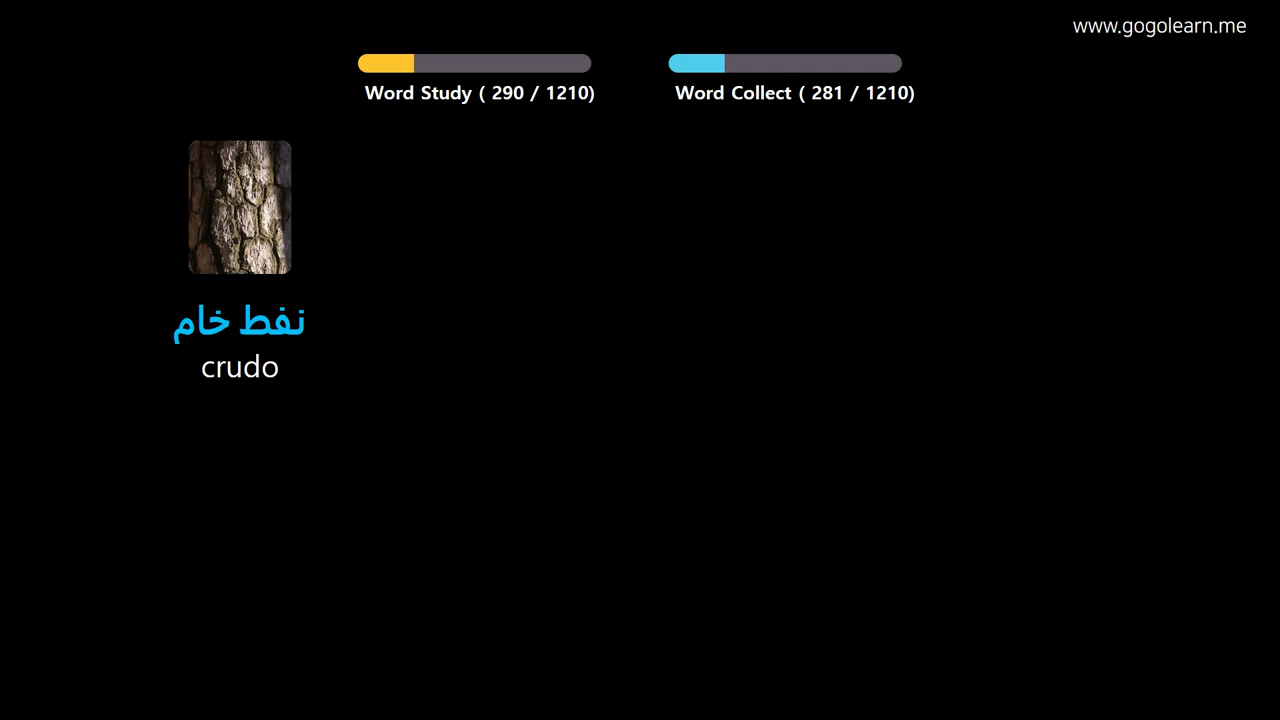 www.gogolearn.me
Word Study ( 290 / 1210)
Word Collect ( 281 / 1210)
نفط خام
crudo